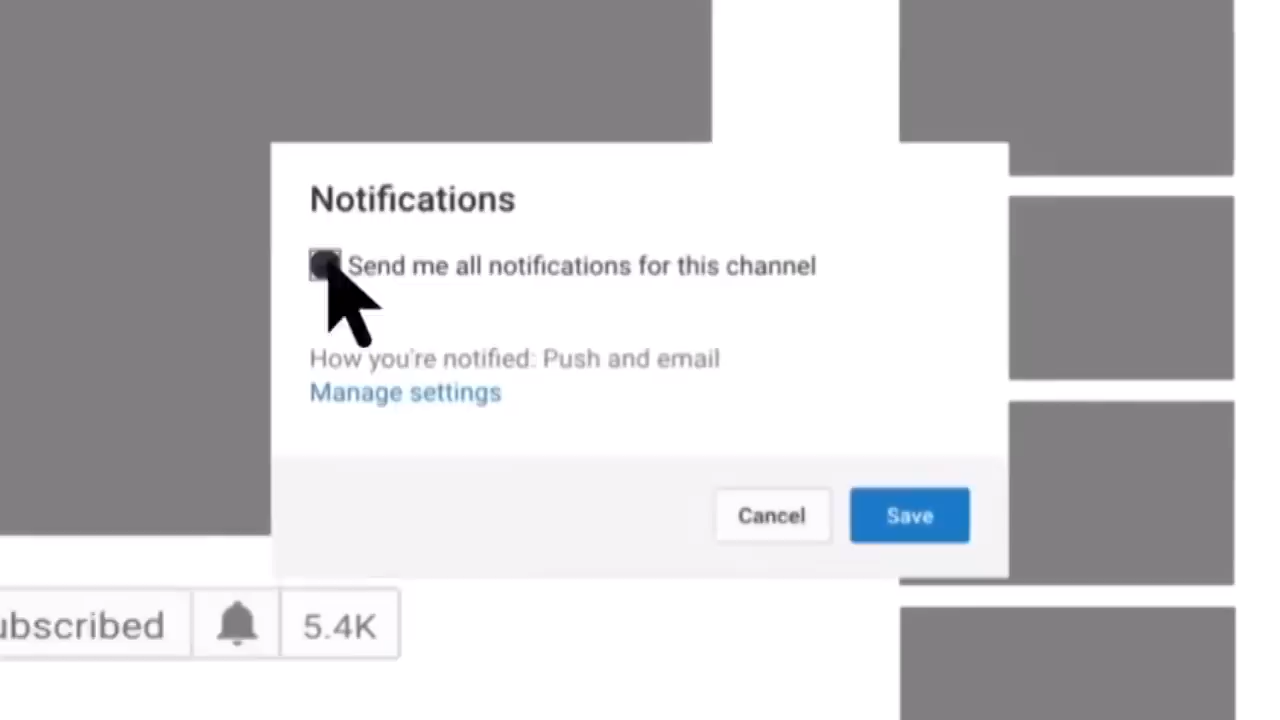 Notifications
Send me all notifications for this channel
How you're notified: Push and email
Manage settings
Cancel
Save
ubscribed
5.4K